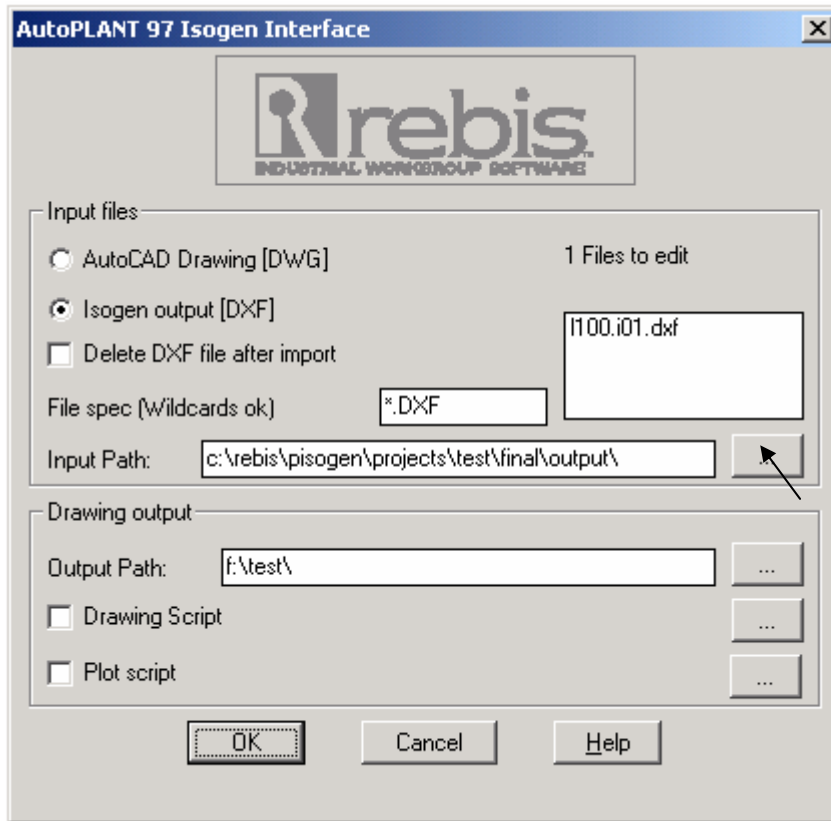 AutoPLANT 97 Isogen Interface
rebis
INDUSTRIAL WORKGROUP SOFTWARE
Input files
AutoCAD Drawing [DWG]
1 Files to edit
Isogen output [DXF]
l100.i01.dxf
Delete DXF file after import
File spec (Wildcards ok)
*.DXF
Input Path:
c:\rebis\pisogen\projects\test\final\output\
...
Drawing output
Output Path:
f:\test\
...
Drawing Script
...
Plot script
...
OK
Cancel
Help